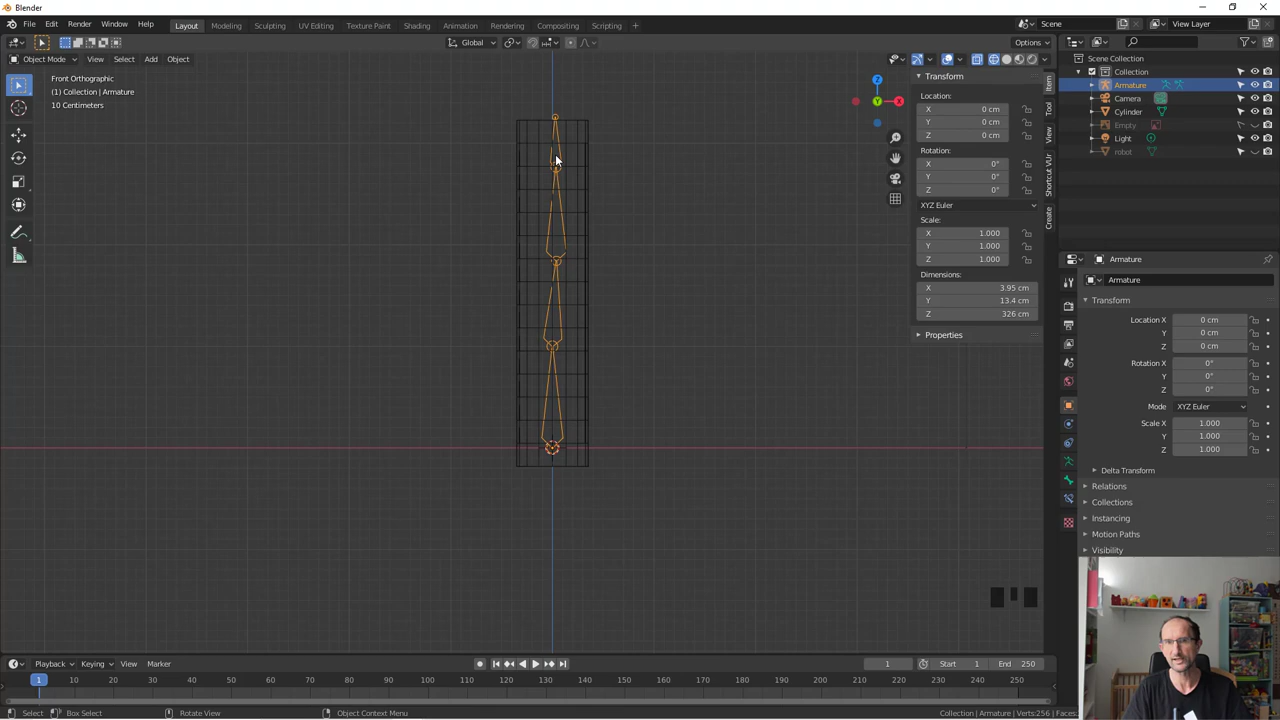 Blender
File Edit Render Window Help Layout Modeling Sculpting UV Editing Texture Paint Shading Animation Rendering Compositing Scripting + Scene View Layer
Global Options
Object Mode View Select Add Object
Front Orthographic
(1) Collection | Armature
10 Centimeters
Z
Y
X
Transform
Location:
X 0 cm
Y 0 cm
Z 0 cm
Rotation:
X 0°
Y 0°
Z 0°
XYZ Euler
Scale:
X 1.000
Y 1.000
Z 1.000
Dimensions:
X 3.95 cm
Y 13.4 cm
Z 326 cm
Properties
Item
Tool
View
Shortcut VUr
Create
Scene Collection
Collection
Armature
Camera
Cylinder
Empty
Light
robot
Armature
Armature
Transform
Location X 0 cm
Y 0 cm
Z 0 cm
Rotation X 0°
Y 0°
Z 0°
Mode XYZ Euler
Scale X 1.000
Y 1.000
Z 1.000
Delta Transform
Relations
Collections
Instancing
Motion Paths
Visibility
Playback Keying View Marker 1 Start 1 End 250
1 10 20 30 40 50 60 70 80 90 100 110 120 130 140 150 160 170 180 190 200 210 220 230 240 250
Select Box Select Rotate View Object Context Menu Collection | Armature | Verts:256 | Faces: